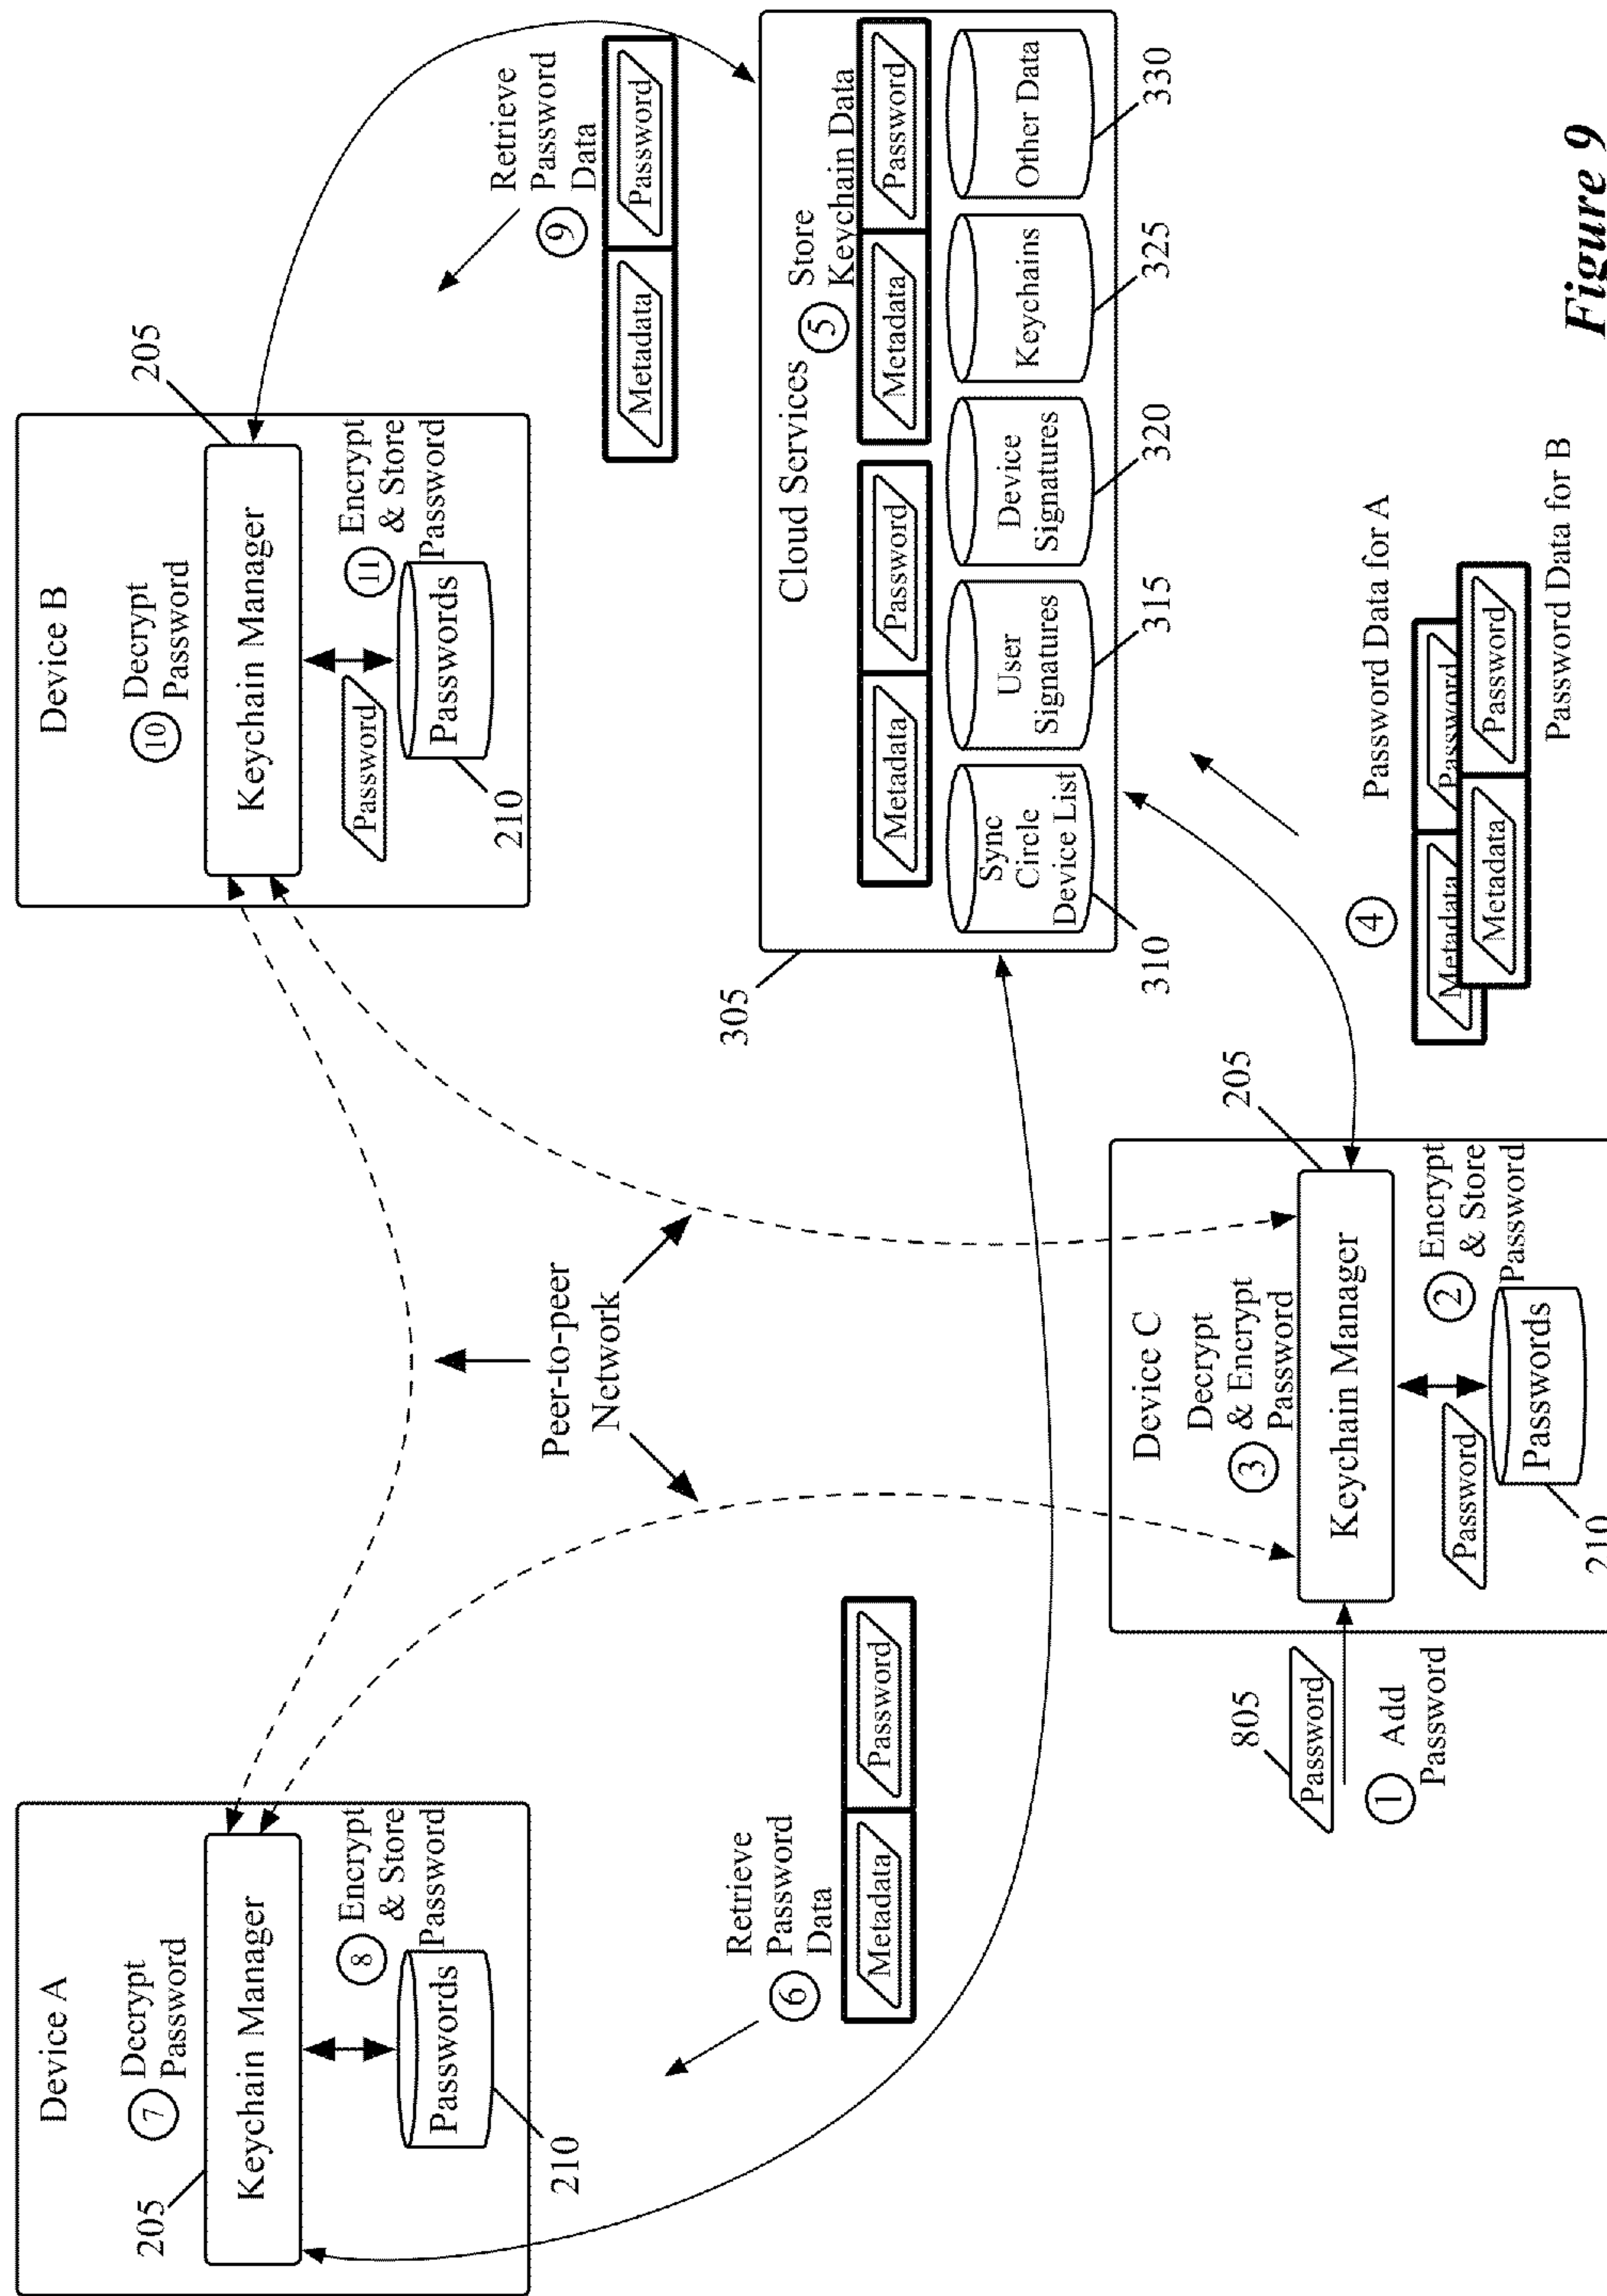 Device A
7
Decrypt
Password
205
Keychain Manager
8
Encrypt
& Store
Password
Passwords
210
Device B
10
Decrypt
Password
205
Keychain Manager
11
Encrypt
& Store
Password
Password
Passwords
210
Peer-to-peer
Network
Retrieve
6
Password
Data
Metadata
Password
Retrieve
Password
9
Data
Metadata
Password
305
Cloud Services
5
Store
Keychain Data
Metadata
Password
Metadata
Password
Sync
Circle
Device List
User
Signatures
Device
Signatures
Keychains
Other Data
310
315
320
325
330
805
Password
1
Add
Password
Device C
Decrypt
3
& Encrypt
Password
205
Keychain Manager
2
Encrypt
& Store
Password
Password
Passwords
210
4
Password Data for A
Metadata
Password
Metadata
Password
Password Data for B
Figure 9